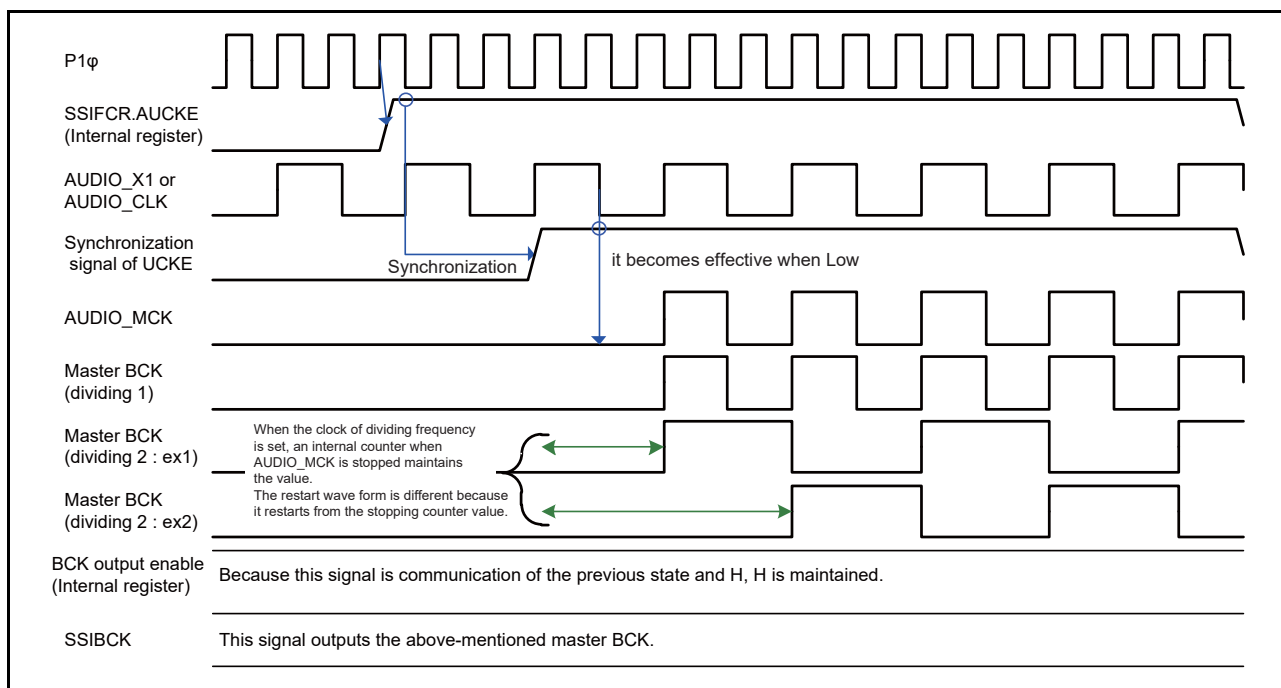 P1φ
SSIFCR.AUCKE
(Internal register)
AUDIO_X1 or
AUDIO_CLK
Synchronization
signal of UCKE
Synchronization
it becomes effective when Low
AUDIO_MCK
Master BCK
(dividing 1)
Master BCK
(dividing 2 : ex1)
When the clock of dividing frequency
is set, an internal counter when
AUDIO_MCK is stopped maintains
the value.
The restart wave form is different because
it restarts from the stopping counter value.
Master BCK
(dividing 2 : ex2)
BCK output enable
(Internal register)
Because this signal is communication of the previous state and H, H is maintained.
SSIBCK
This signal outputs the above-mentioned master BCK.